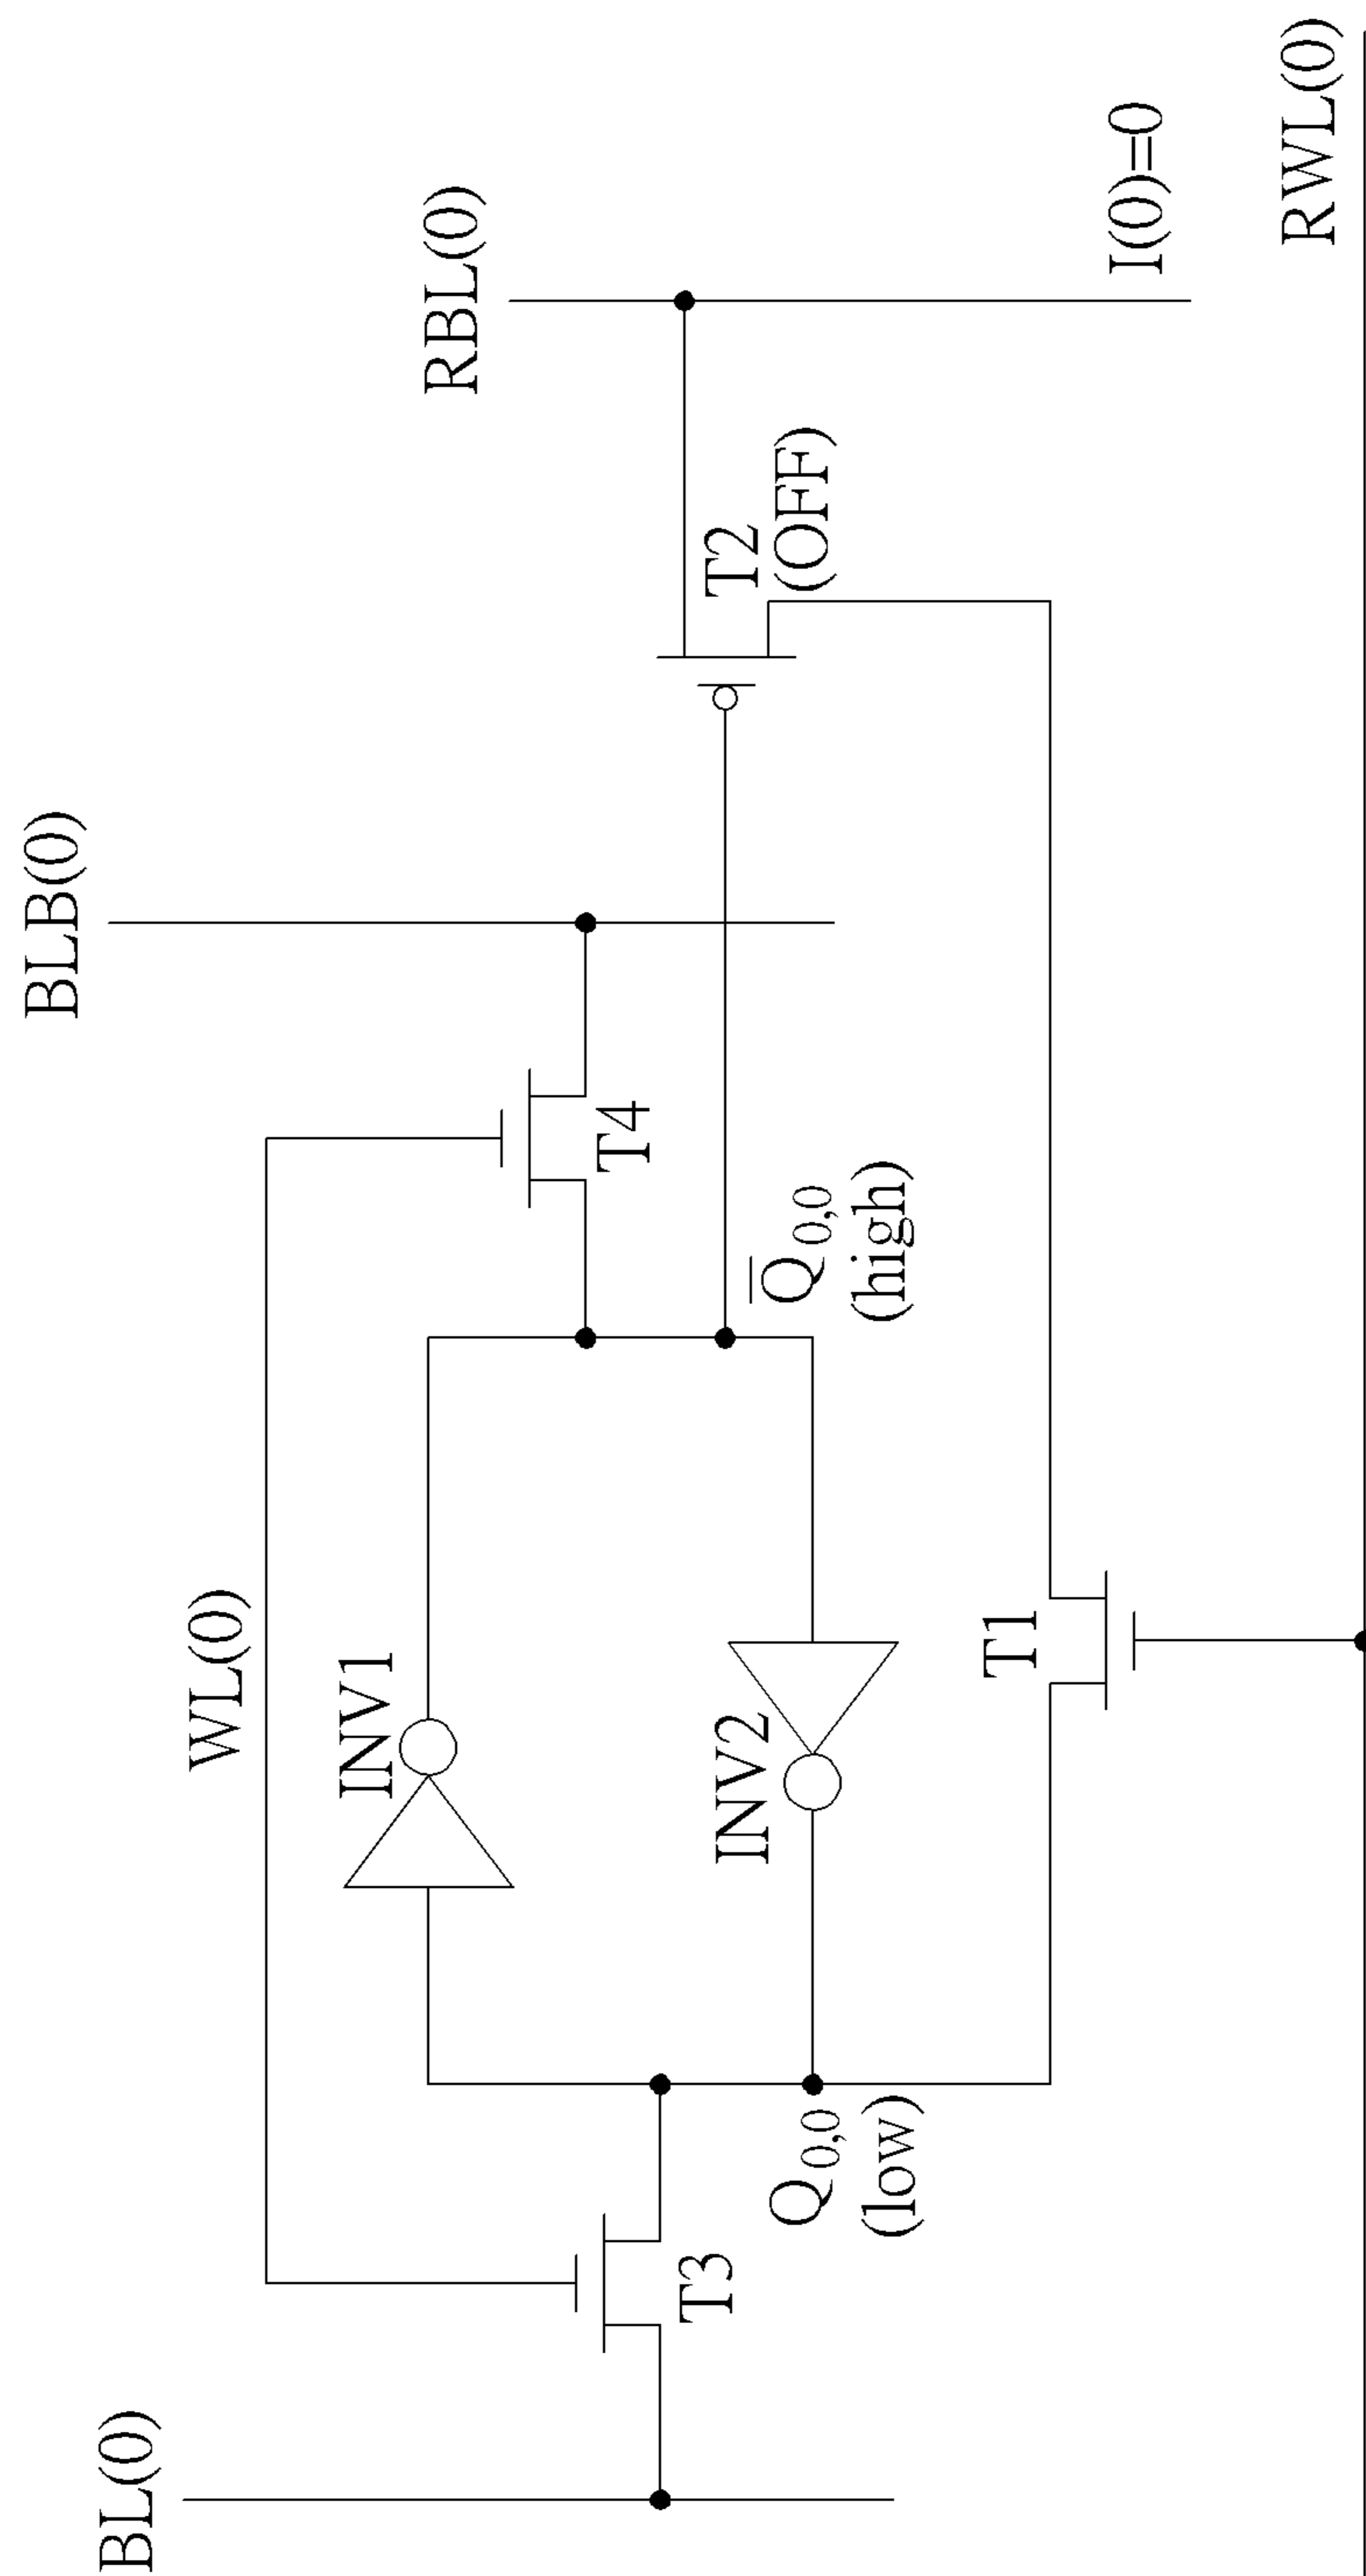 BL(0)
WL(0)
BLB(0)
RBL(0)
INV1
T3
T4
INV2
Q0,0
(low)
Q̅0,0
(high)
T2
(OFF)
T1
I(0)=0
RWL(0)